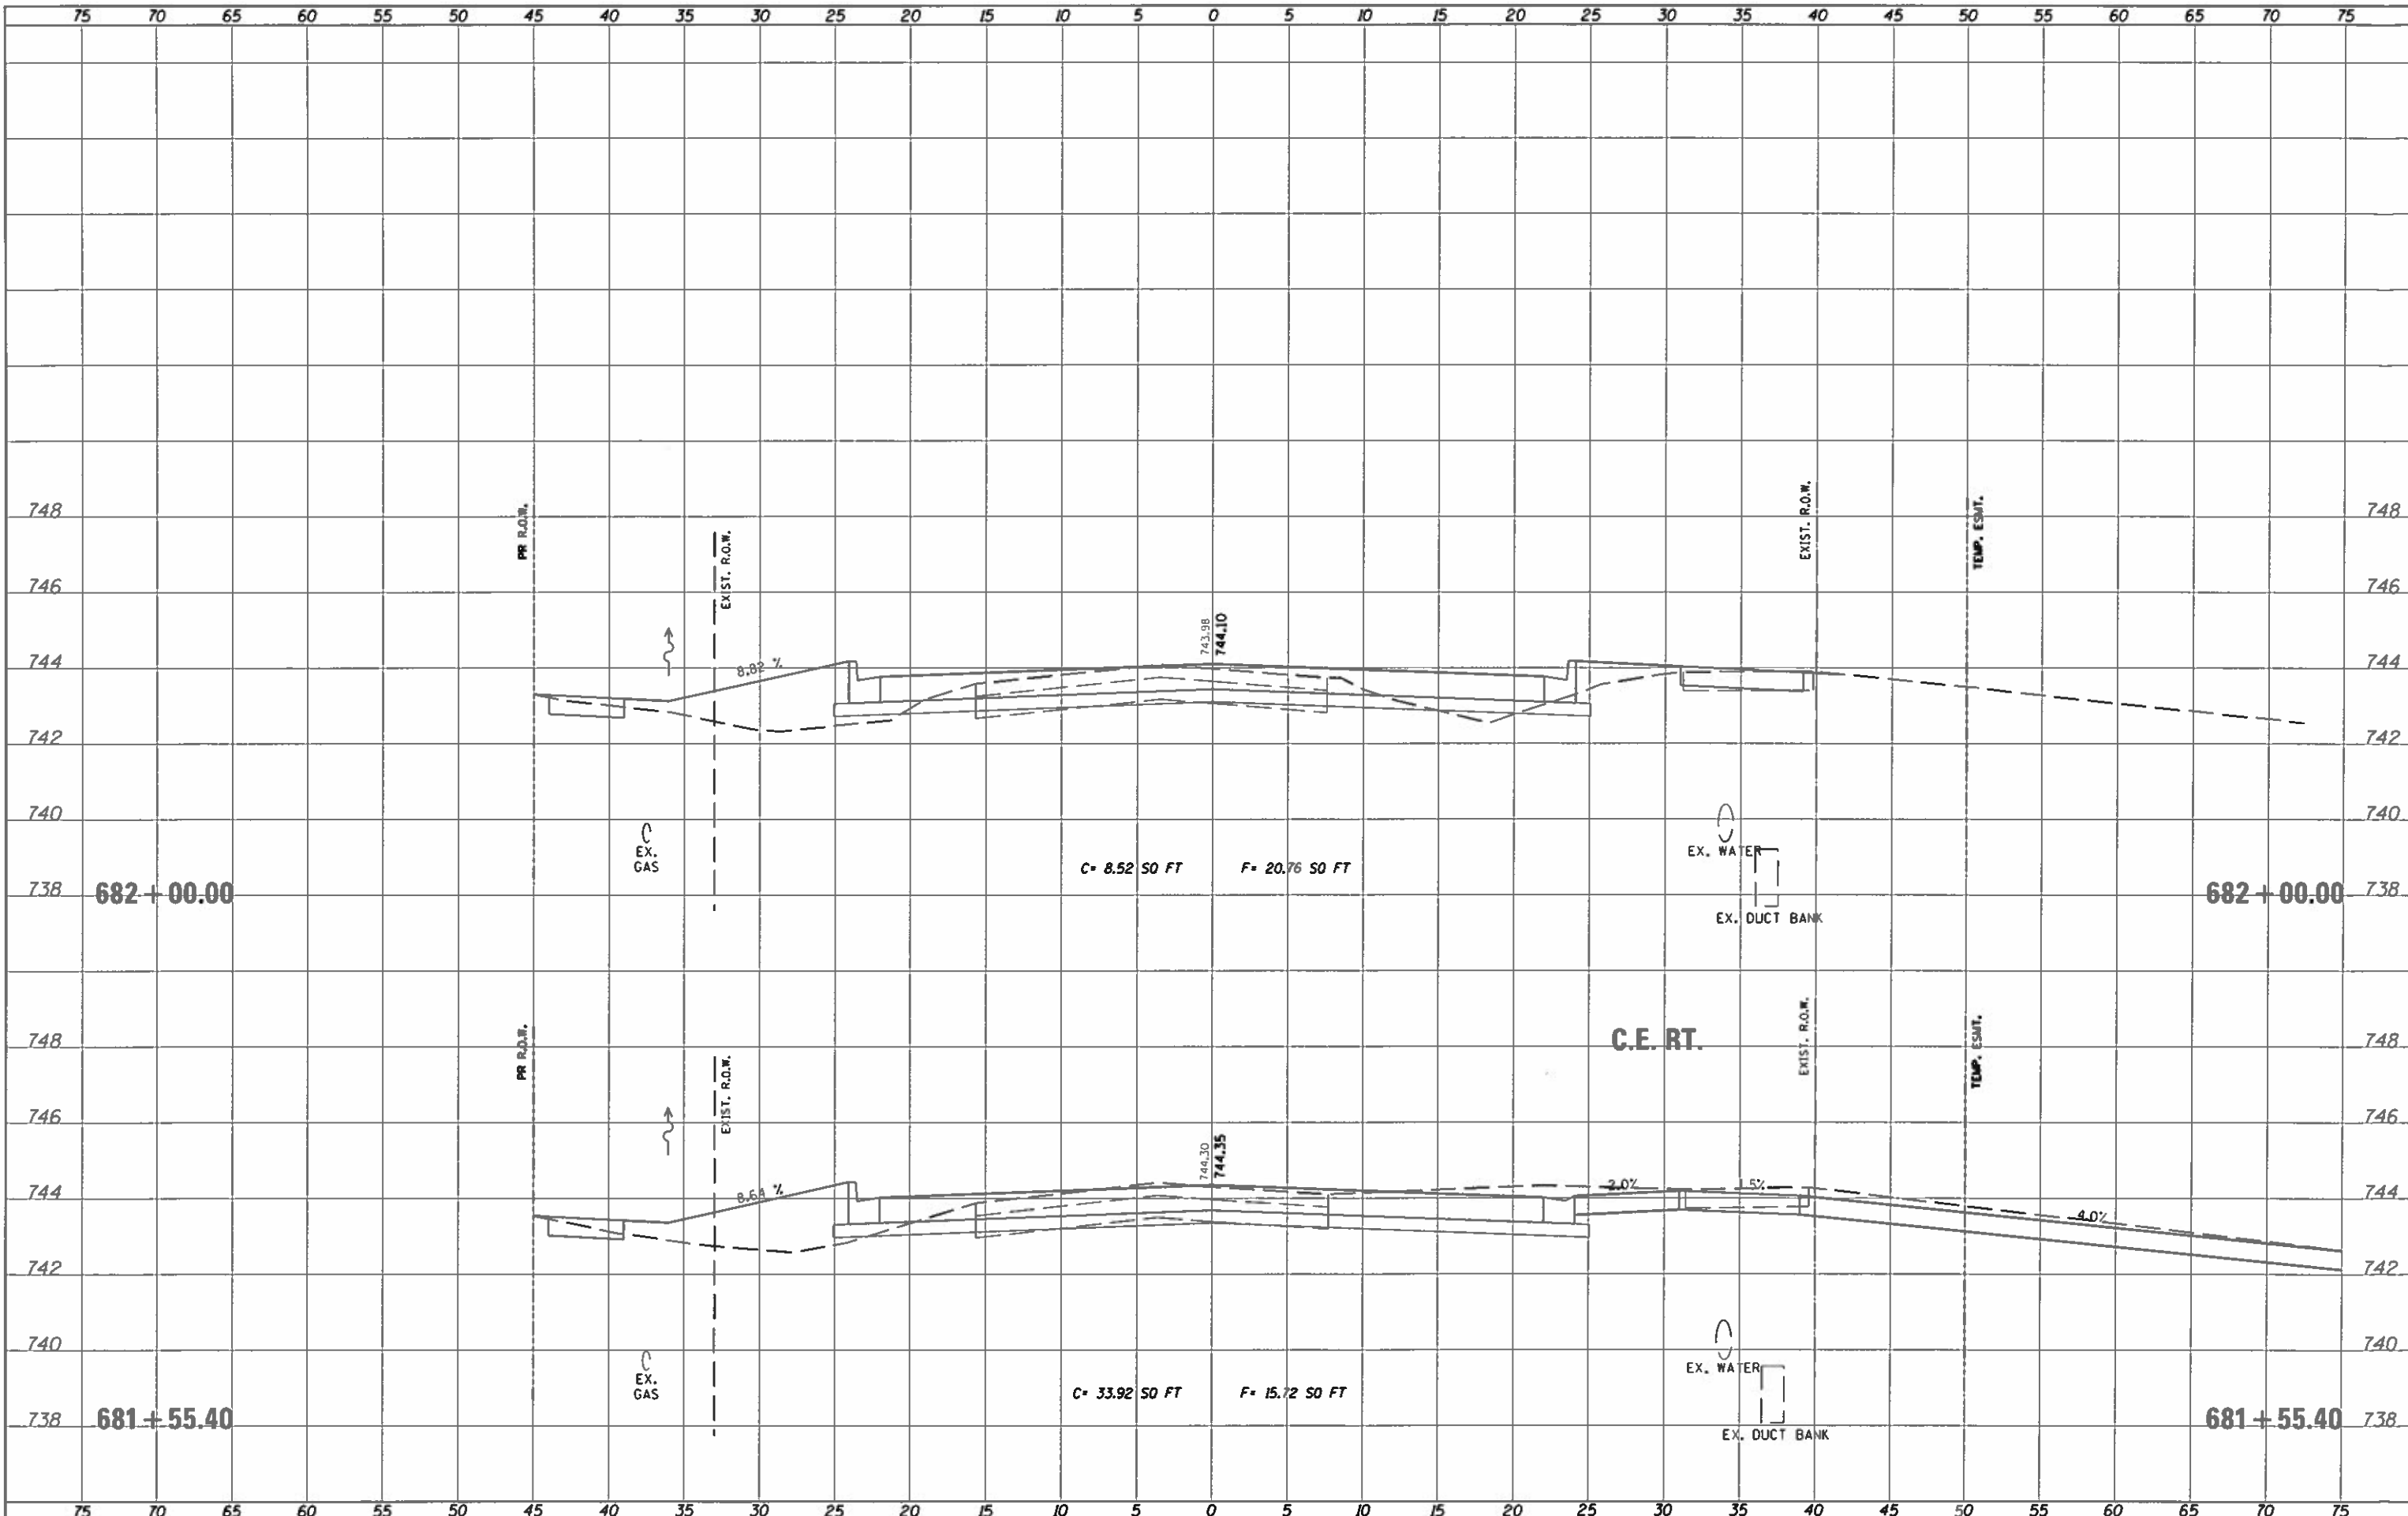 75 70 65 60 55 50 45 40 35 30 25 20 15 10 5 0 5 10 15 20 25 30 35 40 45 50 55 60 65 70 75
748 PR R.O.W. EXIST. R.O.W. EXIST. R.O.W. TEMP. ESMT. 748
746 746
743.98
744.10
744 8.82 % 744
742 742
740 740
EX.
GAS
EX. WATER
C= 8.52 SQ FT F= 20.76 SQ FT
738 682 + 00.00 682 + 00.00 738
EX. DUCT BANK
748 PR R.O.W. EXIST. R.O.W. C.E. RT. EXIST. R.O.W. TEMP. ESMT. 748
746 746
744.30
744.35
744 8.64 % 2.0% 1.5% 744
4.0%
742 742
740 740
EX.
GAS
EX. WATER
C= 33.92 SQ FT F= 15.72 SQ FT
738 681 + 55.40 681 + 55.40 738
EX. DUCT BANK
75 70 65 60 55 50 45 40 35 30 25 20 15 10 5 0 5 10 15 20 25 30 35 40 45 50 55 60 65 70 75